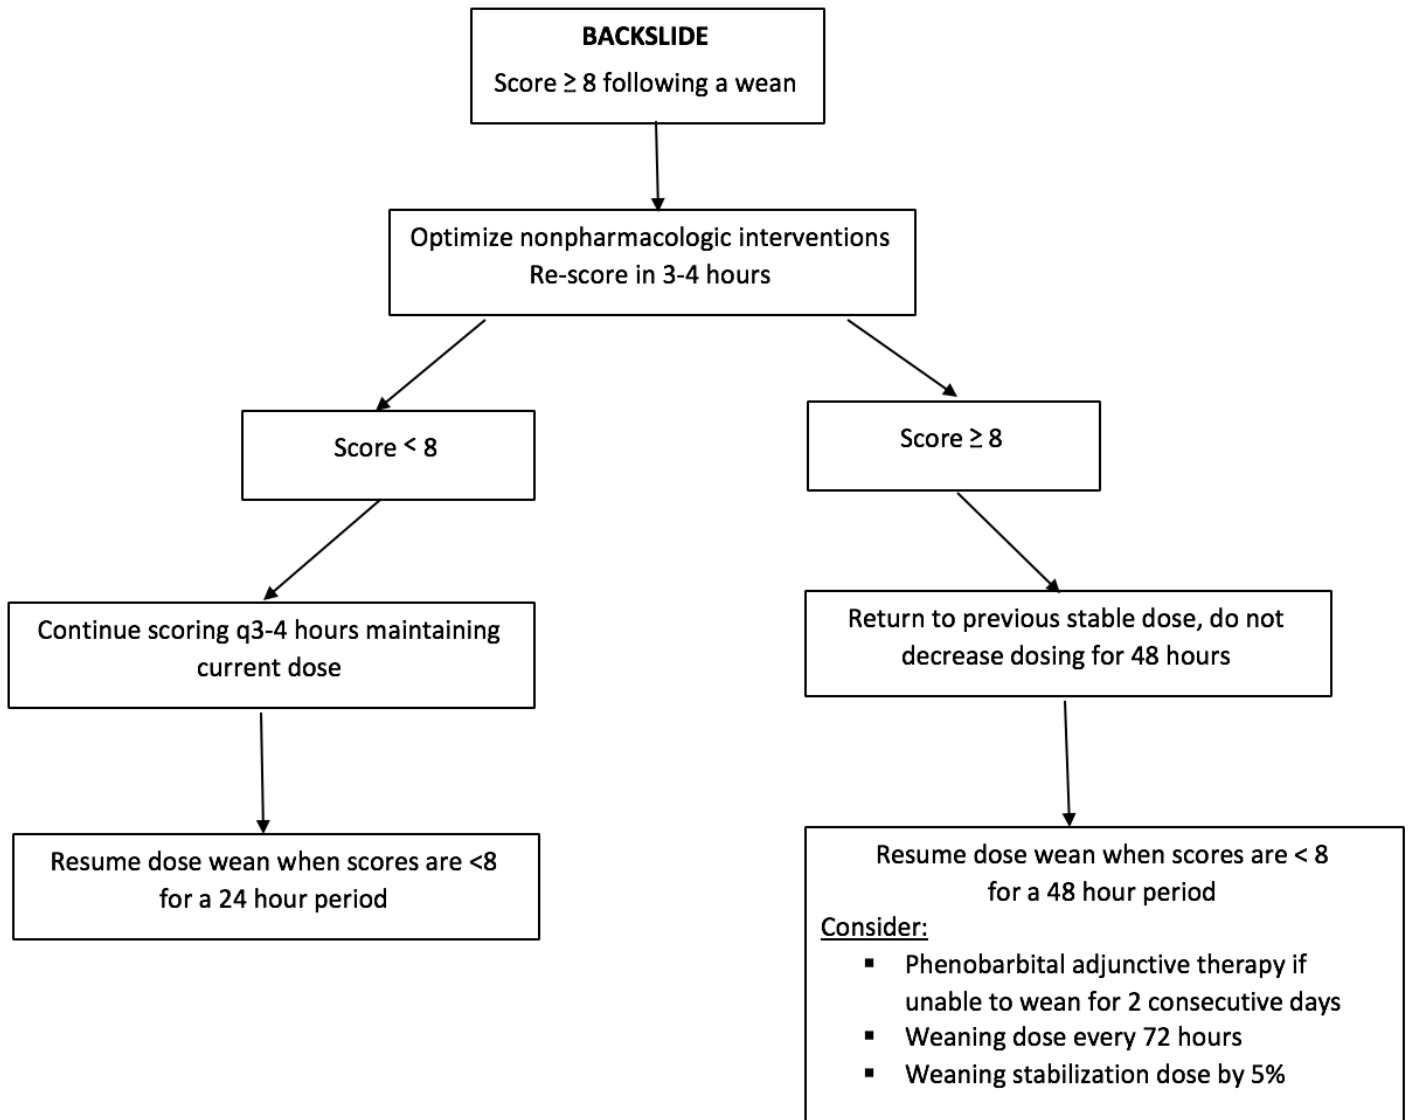 BACKSLIDE
Score ≥ 8 following a wean
Optimize nonpharmacologic interventions
Re-score in 3-4 hours
Score < 8
Score ≥ 8
Continue scoring q3-4 hours maintaining
current dose
Return to previous stable dose, do not
decrease dosing for 48 hours
Resume dose wean when scores are <8
for a 24 hour period
Resume dose wean when scores are < 8
for a 48 hour period
Consider:
▪ Phenobarbital adjunctive therapy if
unable to wean for 2 consecutive days
▪ Weaning dose every 72 hours
▪ Weaning stabilization dose by 5%